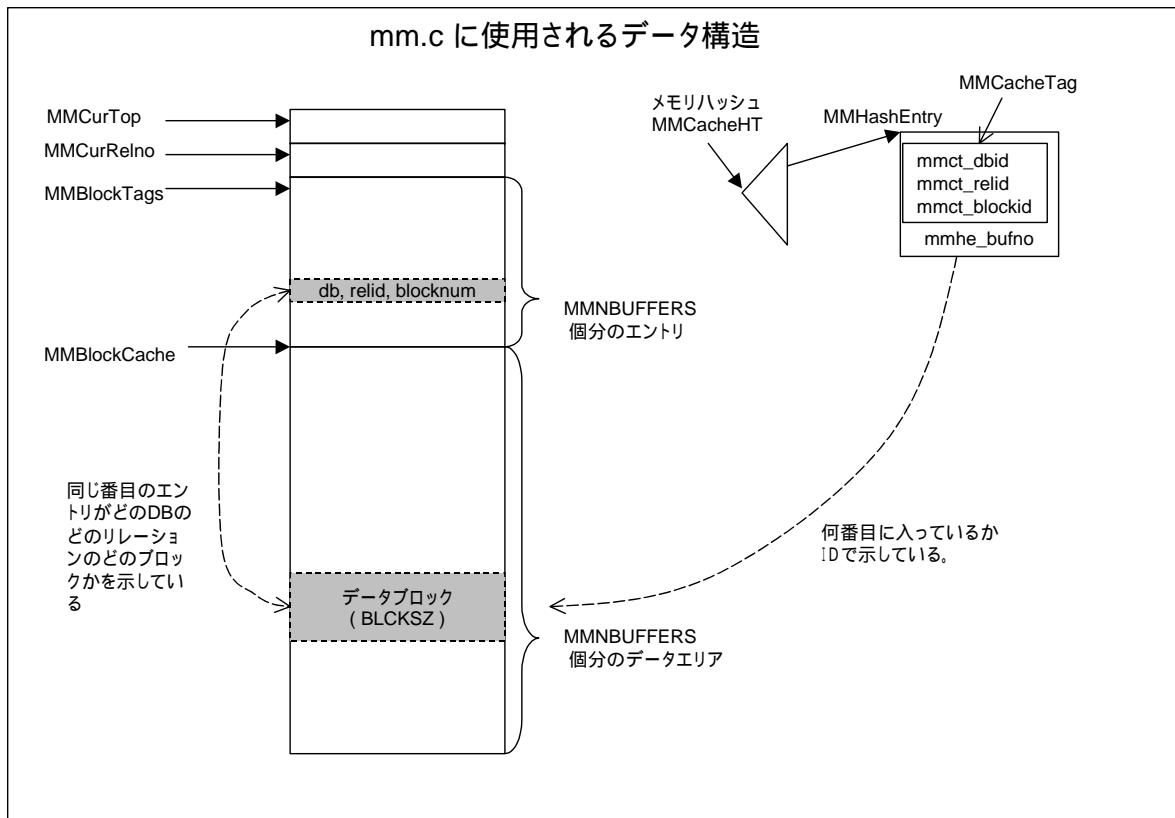 mm.c に使用されるデータ構造
MMCurTop
MMCurRelno
MMBlockTags
db, relid, blocknum
MMBlockCache
MMNBUFFERS
個分のエントリ
同じ番目のエン
トリがどのDBの
どのリレーショ
ンのどのブロッ
クかを示してい
る
データブロック
( BLCKSZ )
MMNBUFFERS
個分のデータエリア
メモリハッシュ
MMCacheHT
MMHashEntry
MMCacheTag
mmct_dbid
mmct_relid
mmct_blockid
mmhe_bufno
何番目に入っているか
IDで示している。